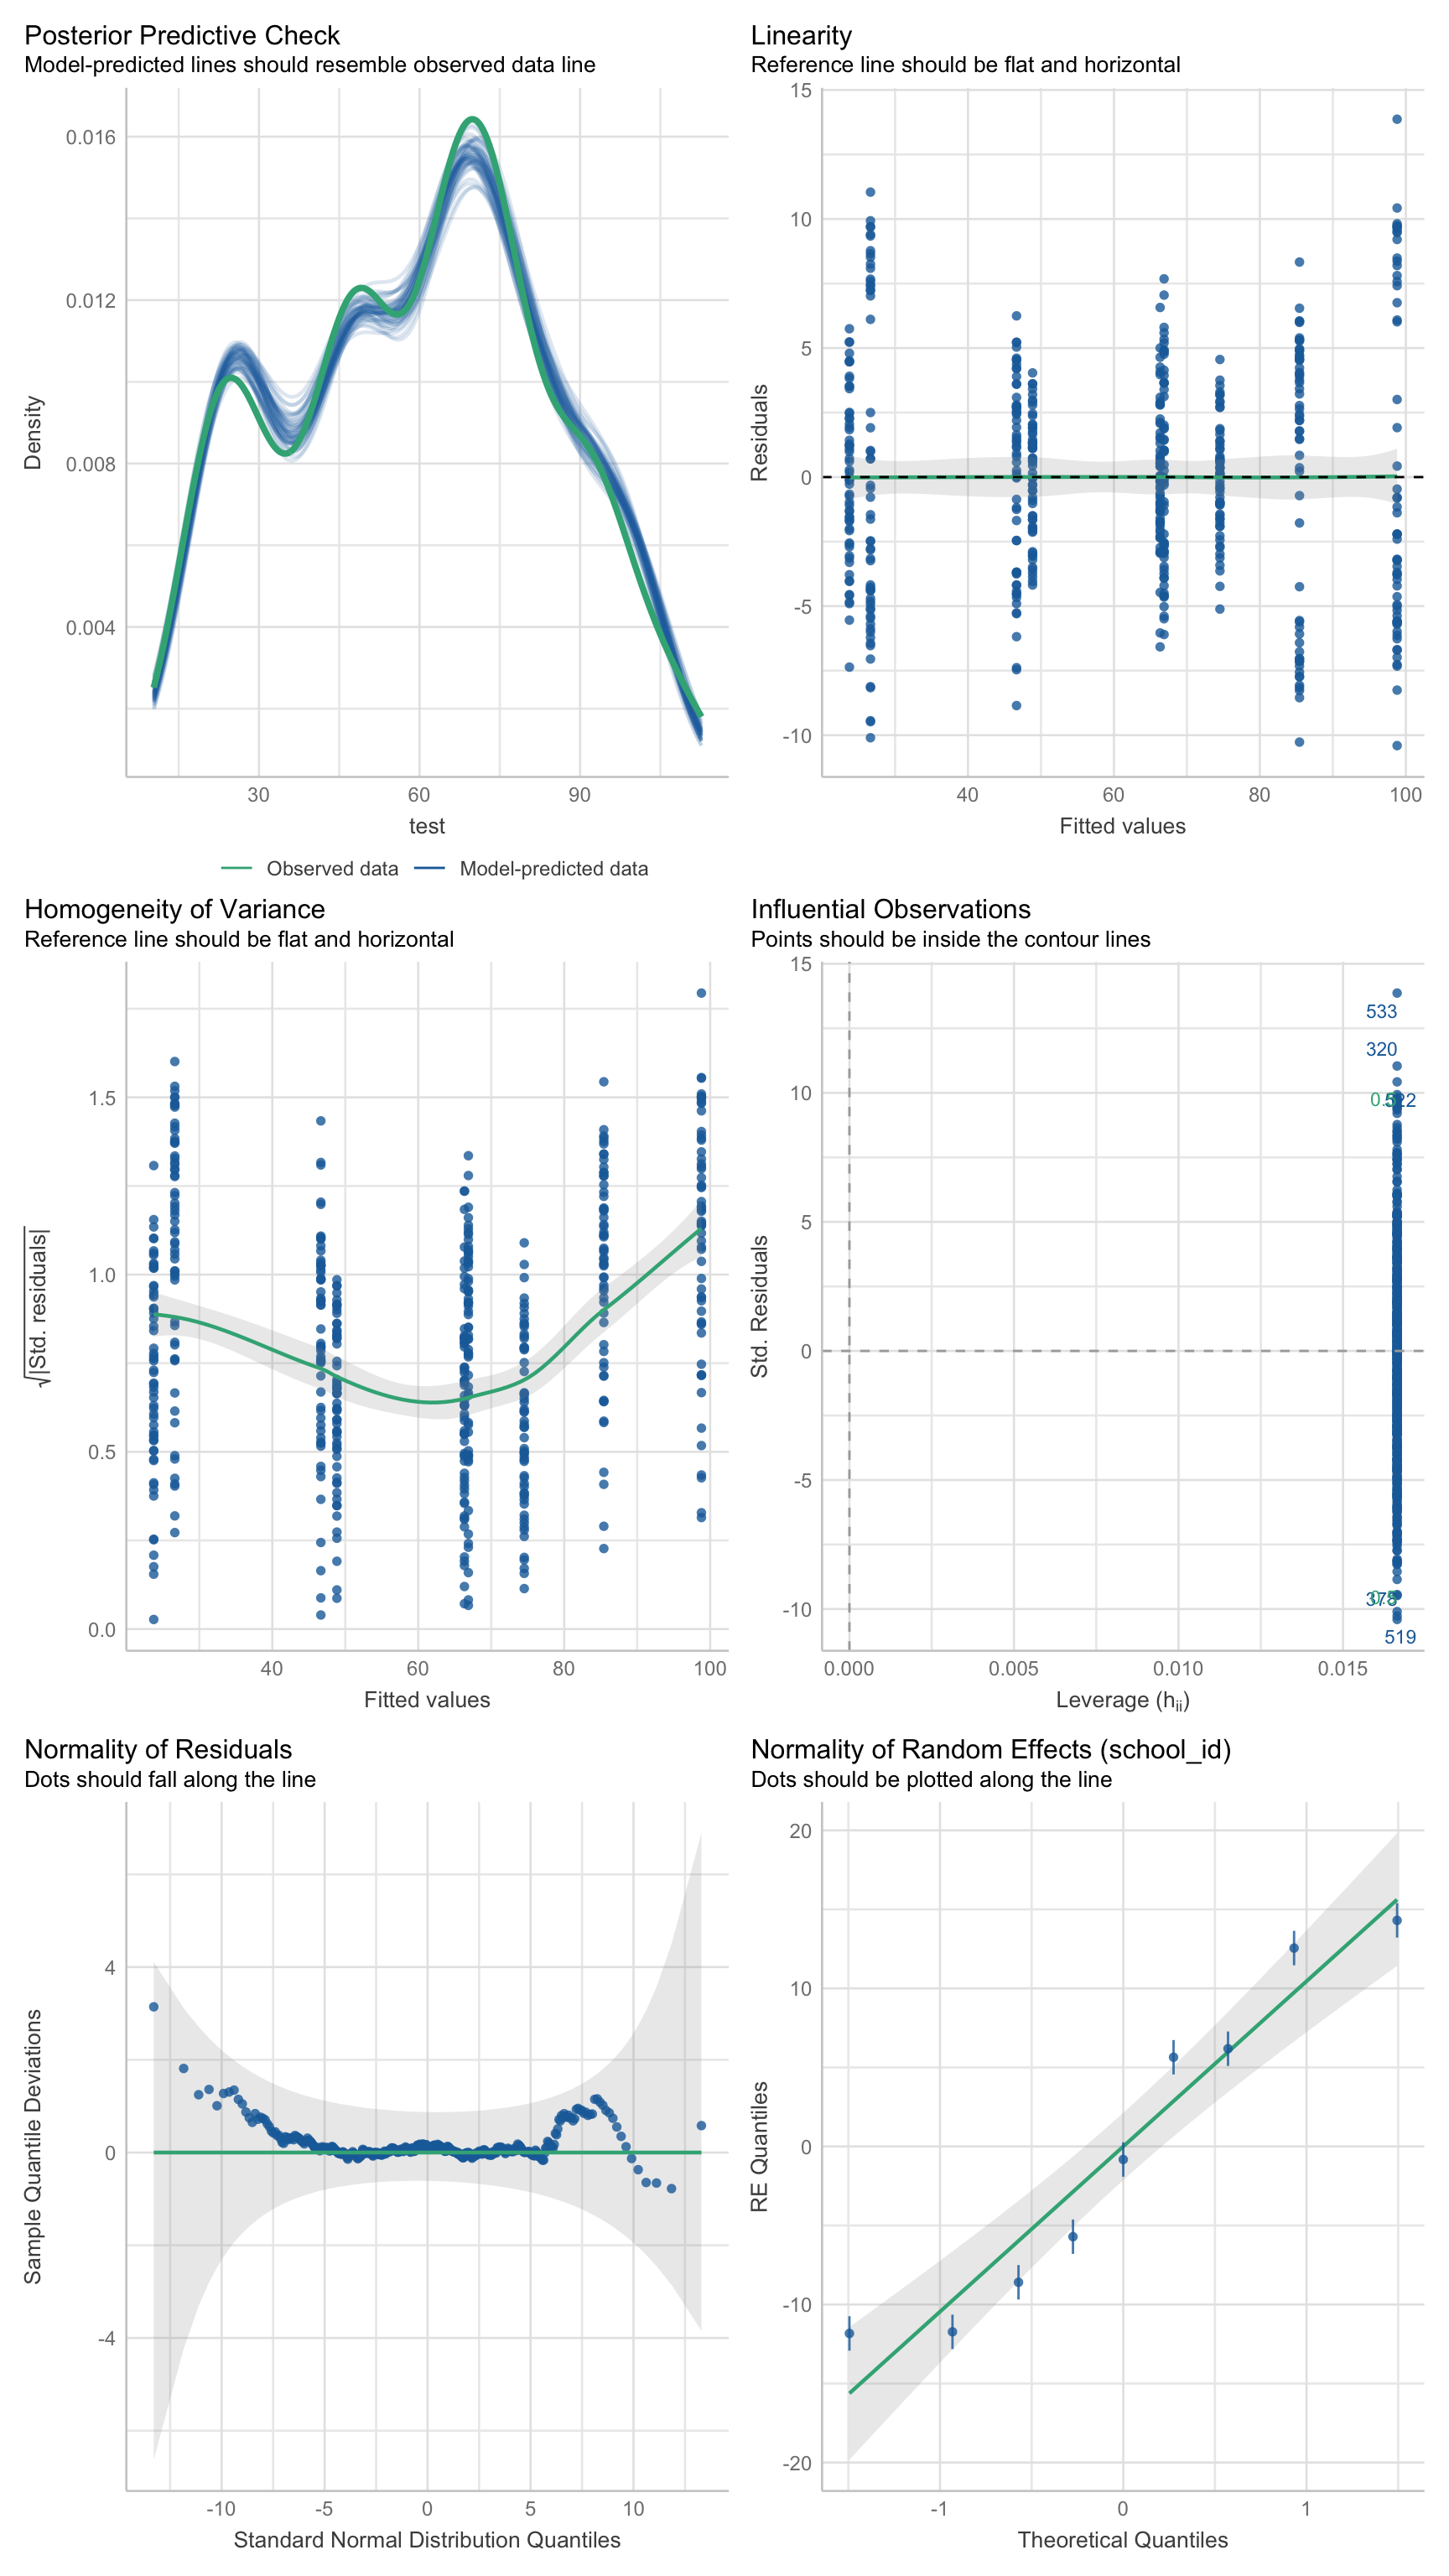 Posterior Predictive Check
Model-predicted lines should resemble observed data line
0.016
0.012
0.008
0.004
Density
30 60 90
test
Observed data Model-predicted data
Linearity
Reference line should be flat and horizontal
15
10
5
0
-5
-10
Residuals
40 60 80 100
Fitted values
Homogeneity of Variance
Reference line should be flat and horizontal
1.5
1.0
0.5
0.0
√|Std. residuals|
40 60 80 100
Fitted values
Influential Observations
Points should be inside the contour lines
15
10
5
0
-5
-10
Std. Residuals
533
320
522
378
519
0.000 0.005 0.010 0.015
Leverage (hii)
Normality of Residuals
Dots should fall along the line
4
0
-4
Sample Quantile Deviations
-10 -5 0 5 10
Standard Normal Distribution Quantiles
Normality of Random Effects (school_id)
Dots should be plotted along the line
20
10
0
-10
-20
RE Quantiles
-1 0 1
Theoretical Quantiles